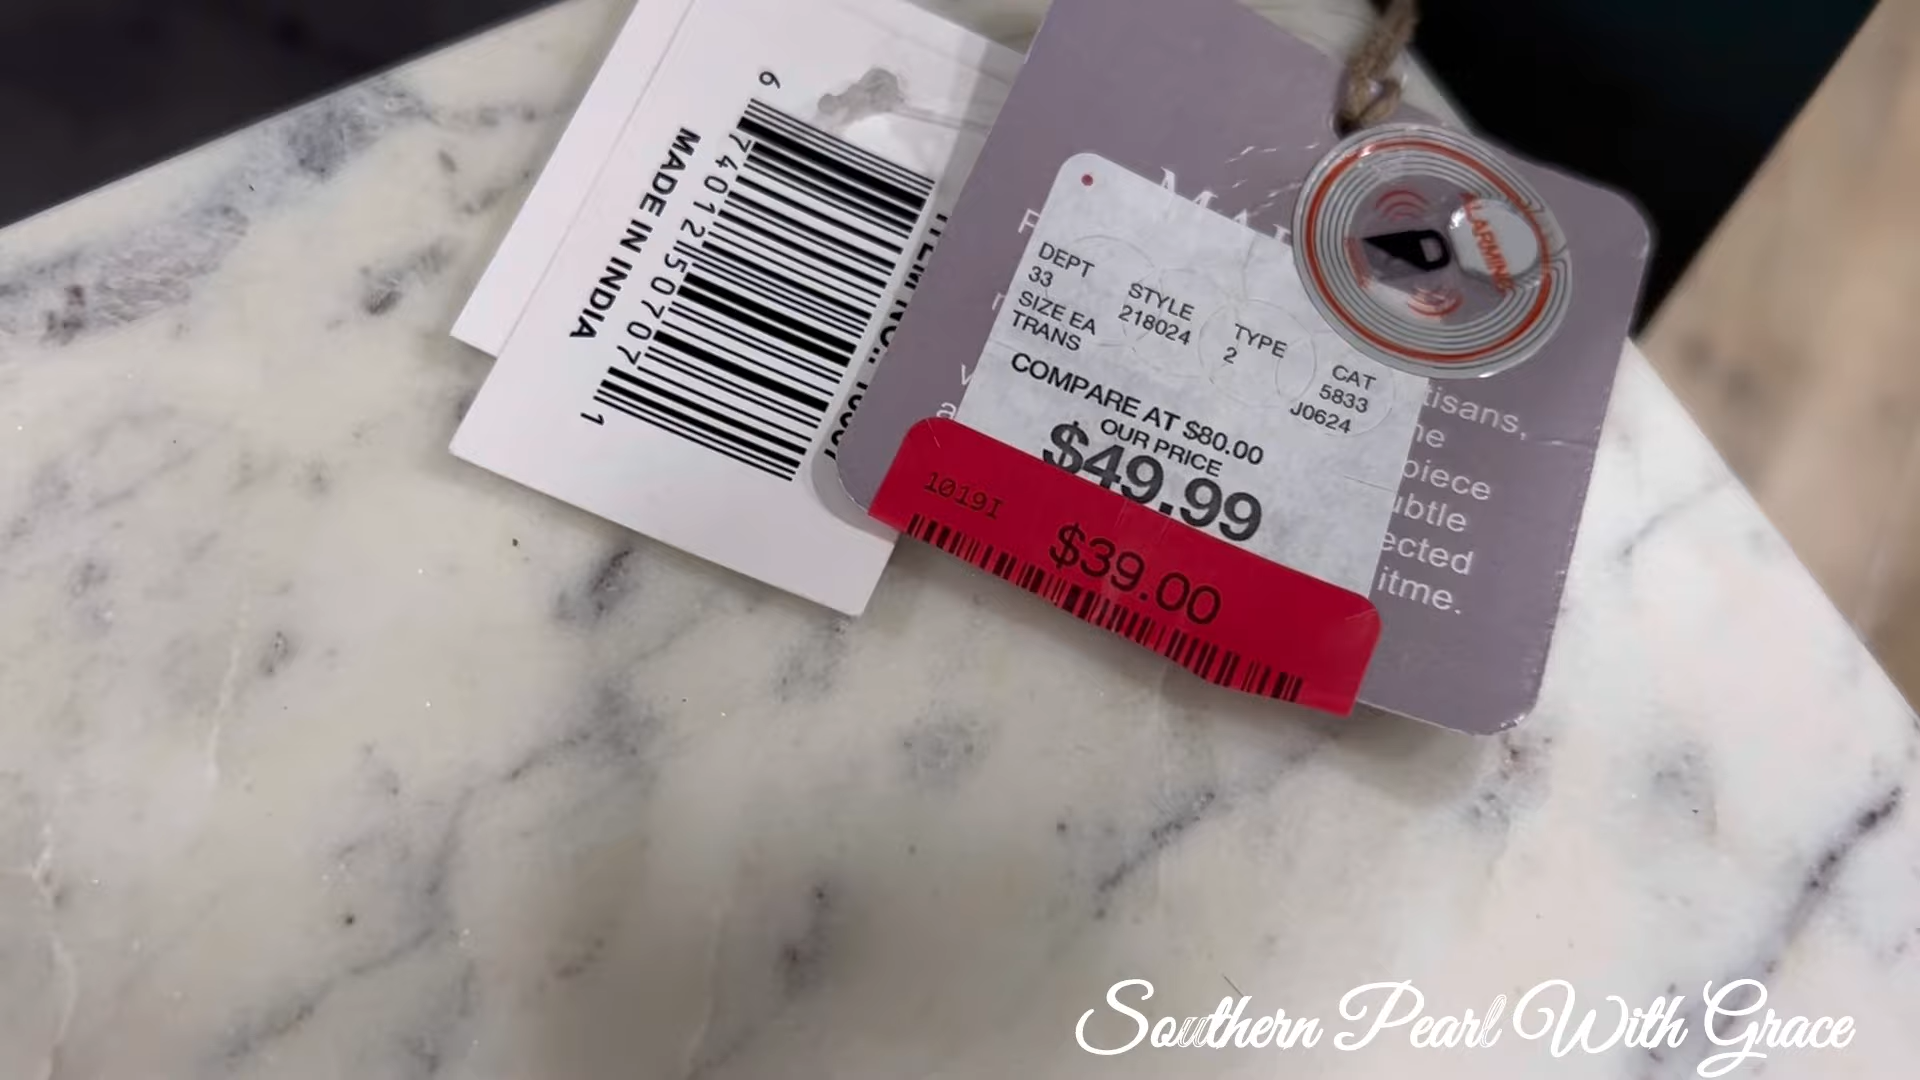 6 74012 50707 1
MADE IN INDIA
DEPT
33
STYLE
218024
TYPE
2
CAT
5833
SIZE EA
TRANS
J0624
COMPARE AT $80.00
OUR PRICE
$49.99
1019I
$39.00
ALARMING
tisans,
piece
ubtle
ected
itme.
Southern Pearl With Grace